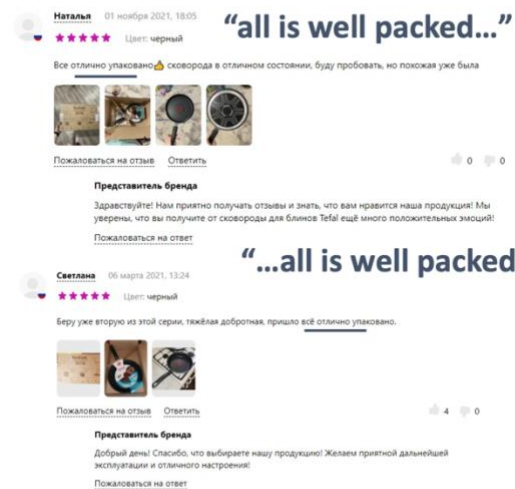 Наталья 01 ноября 2021, 18:05
“all is well packed...”
Цвет: черный
Все отлично упаковано👍 сковорода в отличном состоянии, буду пробовать, но похожая уже была
Пожаловаться на отзыв Ответить 0 0
Представитель бренда
Здравствуйте! Нам приятно получать отзывы и знать, что вам нравится наша продукция! Мы
уверены, что вы получите от сковороды для блинов Tefal ещё много положительных эмоций!
Пожаловаться на ответ
“...all is well packed
Светлана 06 марта 2021, 13:24
Цвет: черный
Беру уже вторую из этой серии, тяжёлая добротная, пришло всё отлично упаковано.
Пожаловаться на отзыв Ответить 4 0
Представитель бренда
Добрый день! Спасибо, что выбираете нашу продукцию! Желаем приятной дальнейшей
эксплуатации и отличного настроения!
Пожаловаться на ответ